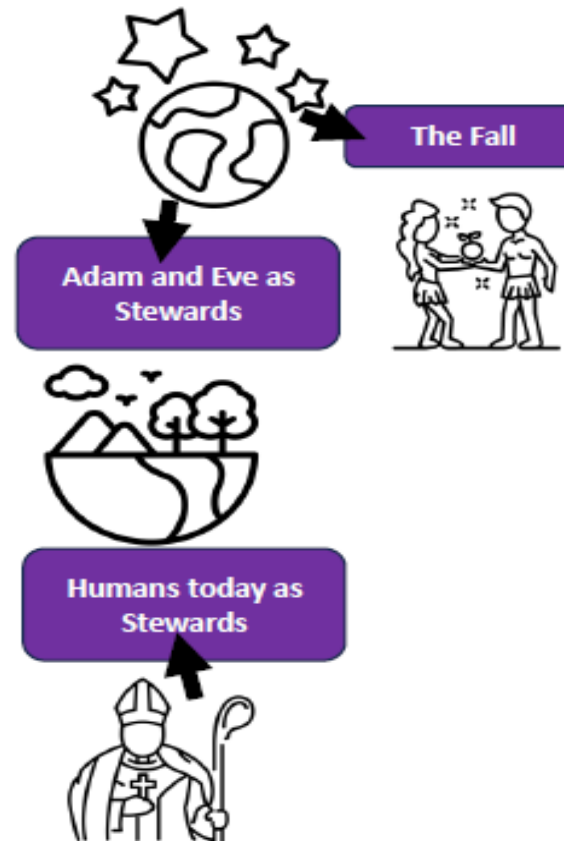 The Fall
Adam and Eve as
Stewards
Humans today as
Stewards